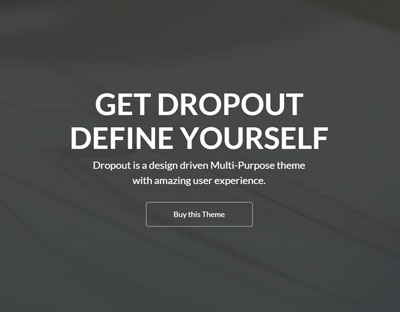 GET DROPOUT
DEFINE YOURSELF
Dropout is a design driven Multi-Purpose theme
with amazing user experience.
Buy this Theme